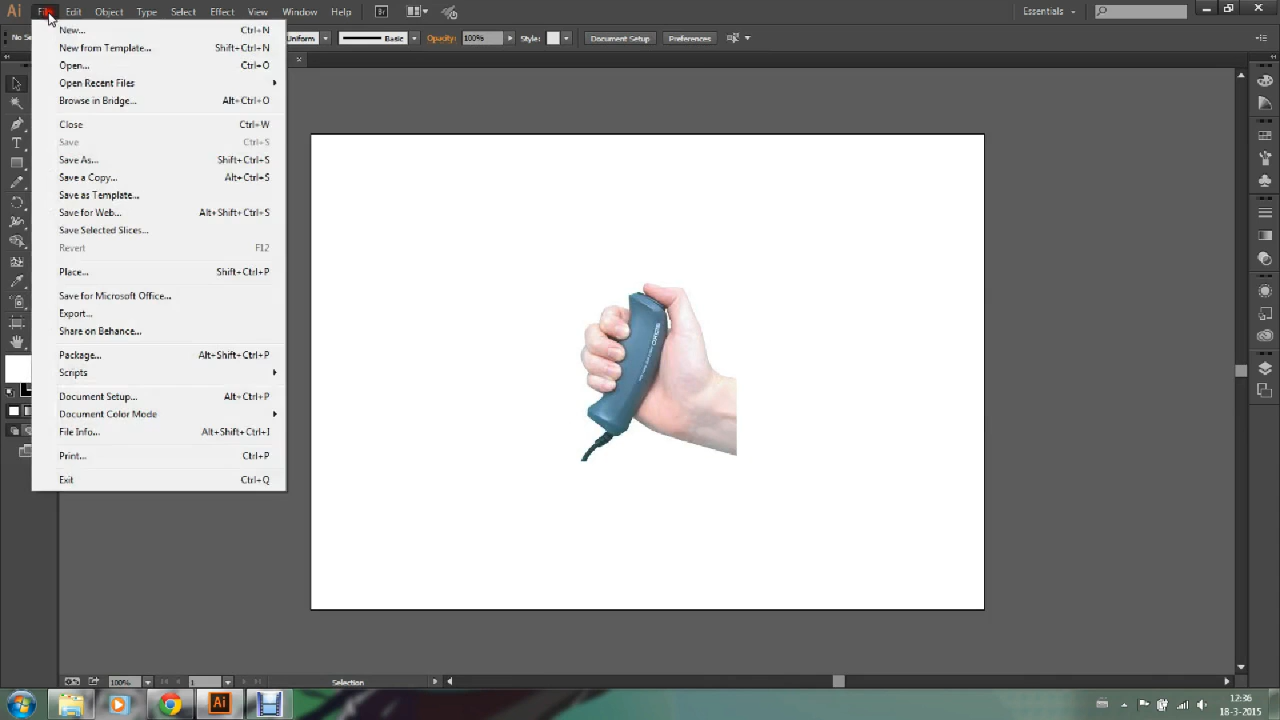 Ai File Edit Object Type Select Effect View Window Help Br Essentials
Uniform Basic Opacity: 100% Style: Document Setup Preferences
New... Ctrl+N
New from Template... Shift+Ctrl+N
Open... Ctrl+O
Open Recent Files
Browse in Bridge... Alt+Ctrl+O
Close Ctrl+W
Save Ctrl+S
Save As... Shift+Ctrl+S
Save a Copy... Alt+Ctrl+S
Save as Template...
Save for Web... Alt+Shift+Ctrl+S
Save Selected Slices...
Revert F12
Place... Shift+Ctrl+P
Save for Microsoft Office...
Export...
Share on Behance...
Package... Alt+Shift+Ctrl+P
Scripts
Document Setup... Alt+Ctrl+P
Document Color Mode
File Info... Alt+Shift+Ctrl+I
Print... Ctrl+P
Exit Ctrl+Q
100% 1 Selection
Ai
12:36
18-3-2015